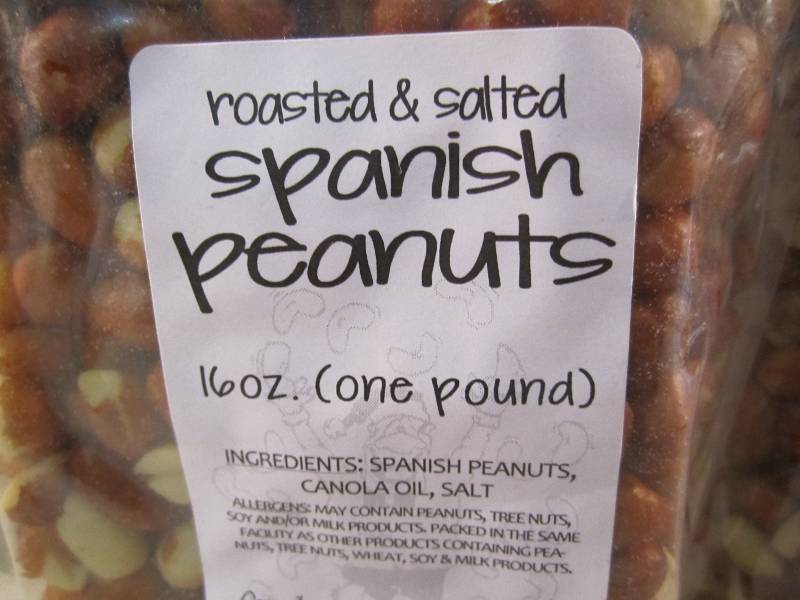 roasted & salted
spanish
peanuts
16oz. (one pound)
INGREDIENTS: SPANISH PEANUTS,
CANOLA OIL, SALT
ALLERGENS: MAY CONTAIN PEANUTS, TREE NUTS,
SOY AND/OR MILK PRODUCTS. PACKED IN THE SAME
FACILITY AS OTHER PRODUCTS CONTAINING PEA-
NUTS, TREE NUTS, WHEAT, SOY & MILK PRODUCTS.